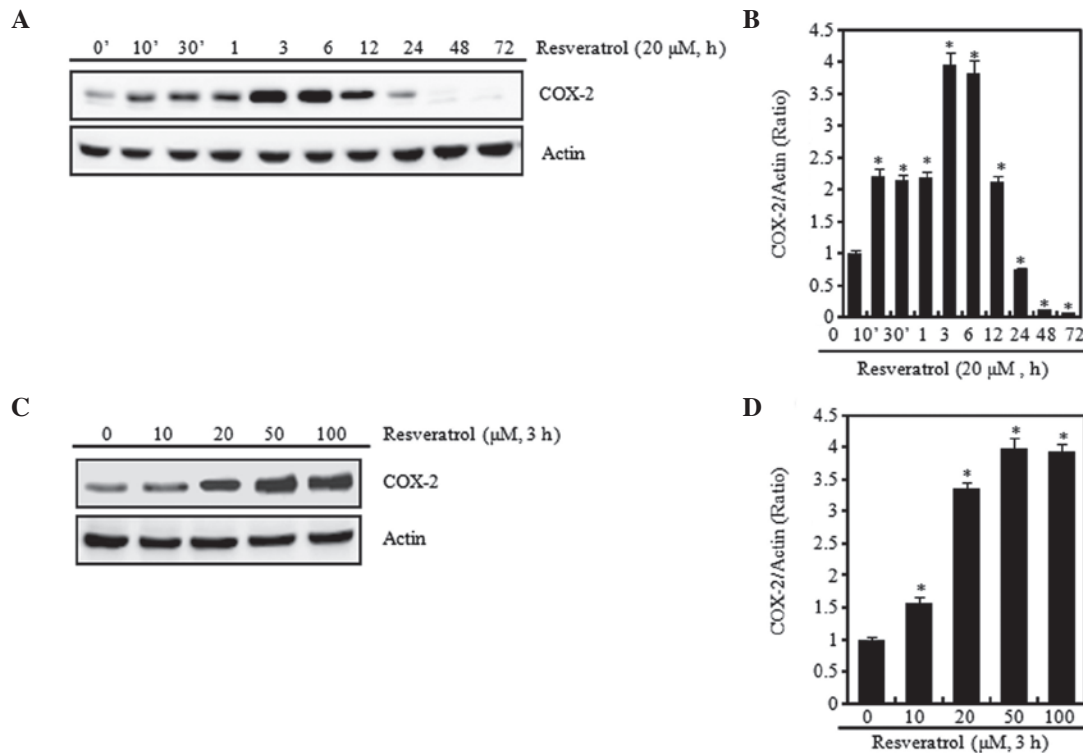 A
0' 10' 30' 1 3 6 12 24 48 72 Resveratrol (20 μM, h)
COX-2
Actin
B
4.5
4
3.5
3
2.5
2
1.5
1
0.5
0
COX-2/Actin (Ratio)
* * * * * * * * *
0 10' 30' 1 3 6 12 24 48 72
Resveratrol (20 μM , h)
C
0 10 20 50 100 Resveratrol (μM, 3 h)
COX-2
Actin
D
4.5
4
3.5
3
2.5
2
1.5
1
0.5
0
COX-2/Actin (Ratio)
* * * *
0 10 20 50 100
Resveratrol (μM, 3 h)